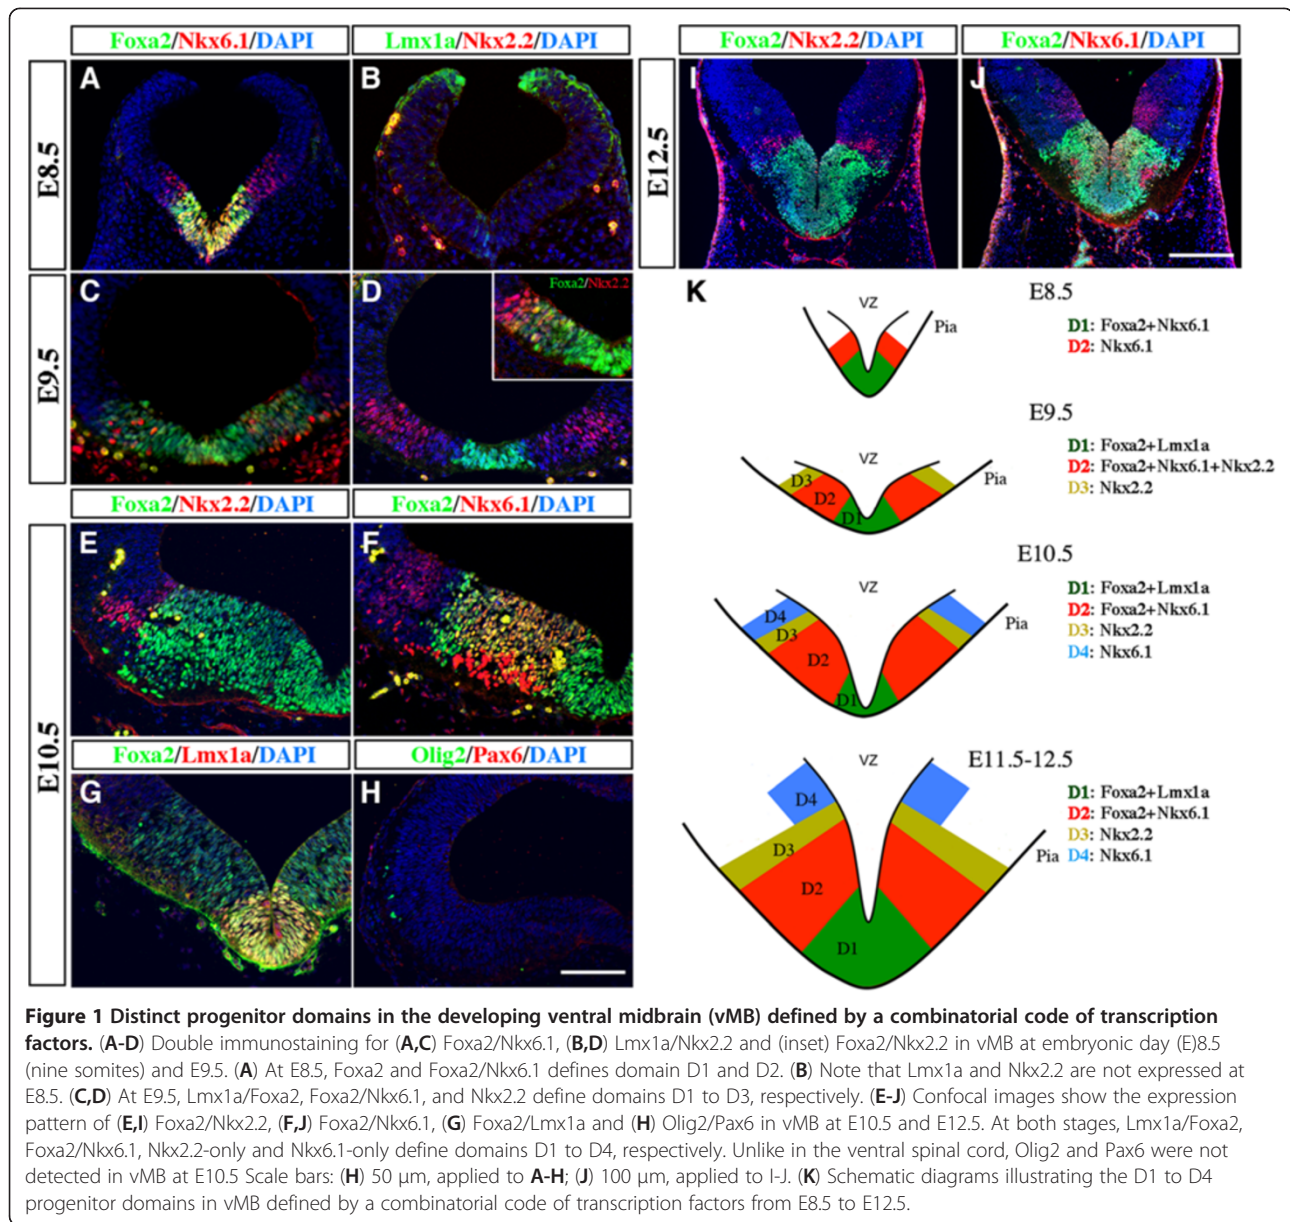 Foxa2/Nkx6.1/DAPI
Lmx1a/Nkx2.2/DAPI
E8.5
A
B
C
D
Foxa2/Nkx2.2
E9.5
Foxa2/Nkx2.2/DAPI
Foxa2/Nkx6.1/DAPI
E
F
E10.5
Foxa2/Lmx1a/DAPI
Olig2/Pax6/DAPI
G
H
Foxa2/Nkx2.2/DAPI
Foxa2/Nkx6.1/DAPI
E12.5
I
J
K
E8.5
VZ
Pia
D1: Foxa2+Nkx6.1
D2: Nkx6.1
E9.5
VZ
Pia
D3
D2
D1
D1: Foxa2+Lmx1a
D2: Foxa2+Nkx6.1+Nkx2.2
D3: Nkx2.2
E10.5
VZ
Pia
D4
D3
D2
D1
D1: Foxa2+Lmx1a
D2: Foxa2+Nkx6.1
D3: Nkx2.2
D4: Nkx6.1
E11.5-12.5
VZ
Pia
D4
D3
D2
D1
D1: Foxa2+Lmx1a
D2: Foxa2+Nkx6.1
D3: Nkx2.2
D4: Nkx6.1
Figure 1 Distinct progenitor domains in the developing ventral midbrain (vMB) defined by a combinatorial code of transcription
factors. (A-D) Double immunostaining for (A,C) Foxa2/Nkx6.1, (B,D) Lmx1a/Nkx2.2 and (inset) Foxa2/Nkx2.2 in vMB at embryonic day (E)8.5
(nine somites) and E9.5. (A) At E8.5, Foxa2 and Foxa2/Nkx6.1 defines domain D1 and D2. (B) Note that Lmx1a and Nkx2.2 are not expressed at
E8.5. (C,D) At E9.5, Lmx1a/Foxa2, Foxa2/Nkx6.1, and Nkx2.2 define domains D1 to D3, respectively. (E-J) Confocal images show the expression
pattern of (E,I) Foxa2/Nkx2.2, (F,J) Foxa2/Nkx6.1, (G) Foxa2/Lmx1a and (H) Olig2/Pax6 in vMB at E10.5 and E12.5. At both stages, Lmx1a/Foxa2,
Foxa2/Nkx6.1, Nkx2.2-only and Nkx6.1-only define domains D1 to D4, respectively. Unlike in the ventral spinal cord, Olig2 and Pax6 were not
detected in vMB at E10.5 Scale bars: (H) 50 μm, applied to A-H; (J) 100 μm, applied to I-J. (K) Schematic diagrams illustrating the D1 to D4
progenitor domains in vMB defined by a combinatorial code of transcription factors from E8.5 to E12.5.